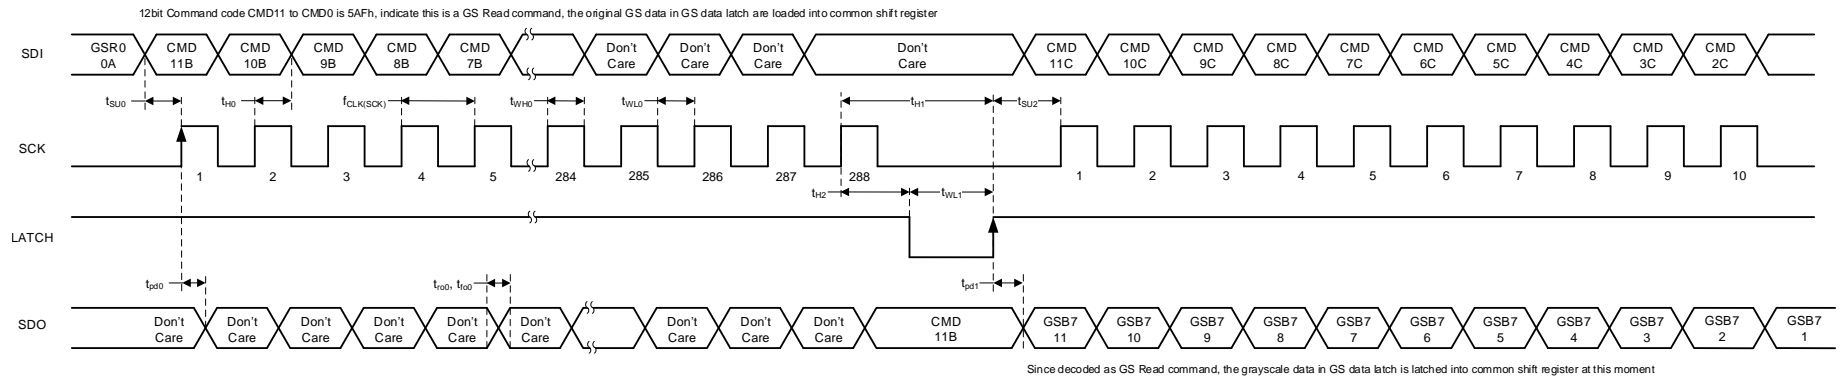 12bit Command code CMD11 to CMD0 is 5AFh, indicate this is a GS Read command, the original GS data in GS data latch are loaded into common shift register
SDI
GSR0 0A
CMD 11B
CMD 10B
CMD 9B
CMD 8B
CMD 7B
Don't Care
Don't Care
Don't Care
Don't Care
CMD 11C
CMD 10C
CMD 9C
CMD 8C
CMD 7C
CMD 6C
CMD 5C
CMD 4C
CMD 3C
CMD 2C
tSU0
tH0
fCLK(SCK)
tWH0
tWL0
tH1
tSU2
SCK
1 2 3 4 5 284 285 286 287 288 1 2 3 4 5 6 7 8 9 10
tH2
tWL1
LATCH
tpd0
tro0, tfo0
tpd1
SDO
Don't Care
Don't Care
Don't Care
Don't Care
Don't Care
Don't Care
Don't Care
Don't Care
Don't Care
CMD 11B
GSB7 11
GSB7 10
GSB7 9
GSB7 8
GSB7 7
GSB7 6
GSB7 5
GSB7 4
GSB7 3
GSB7 2
GSB7 1
Since decoded as GS Read command, the grayscale data in GS data latch is latched into common shift register at this moment